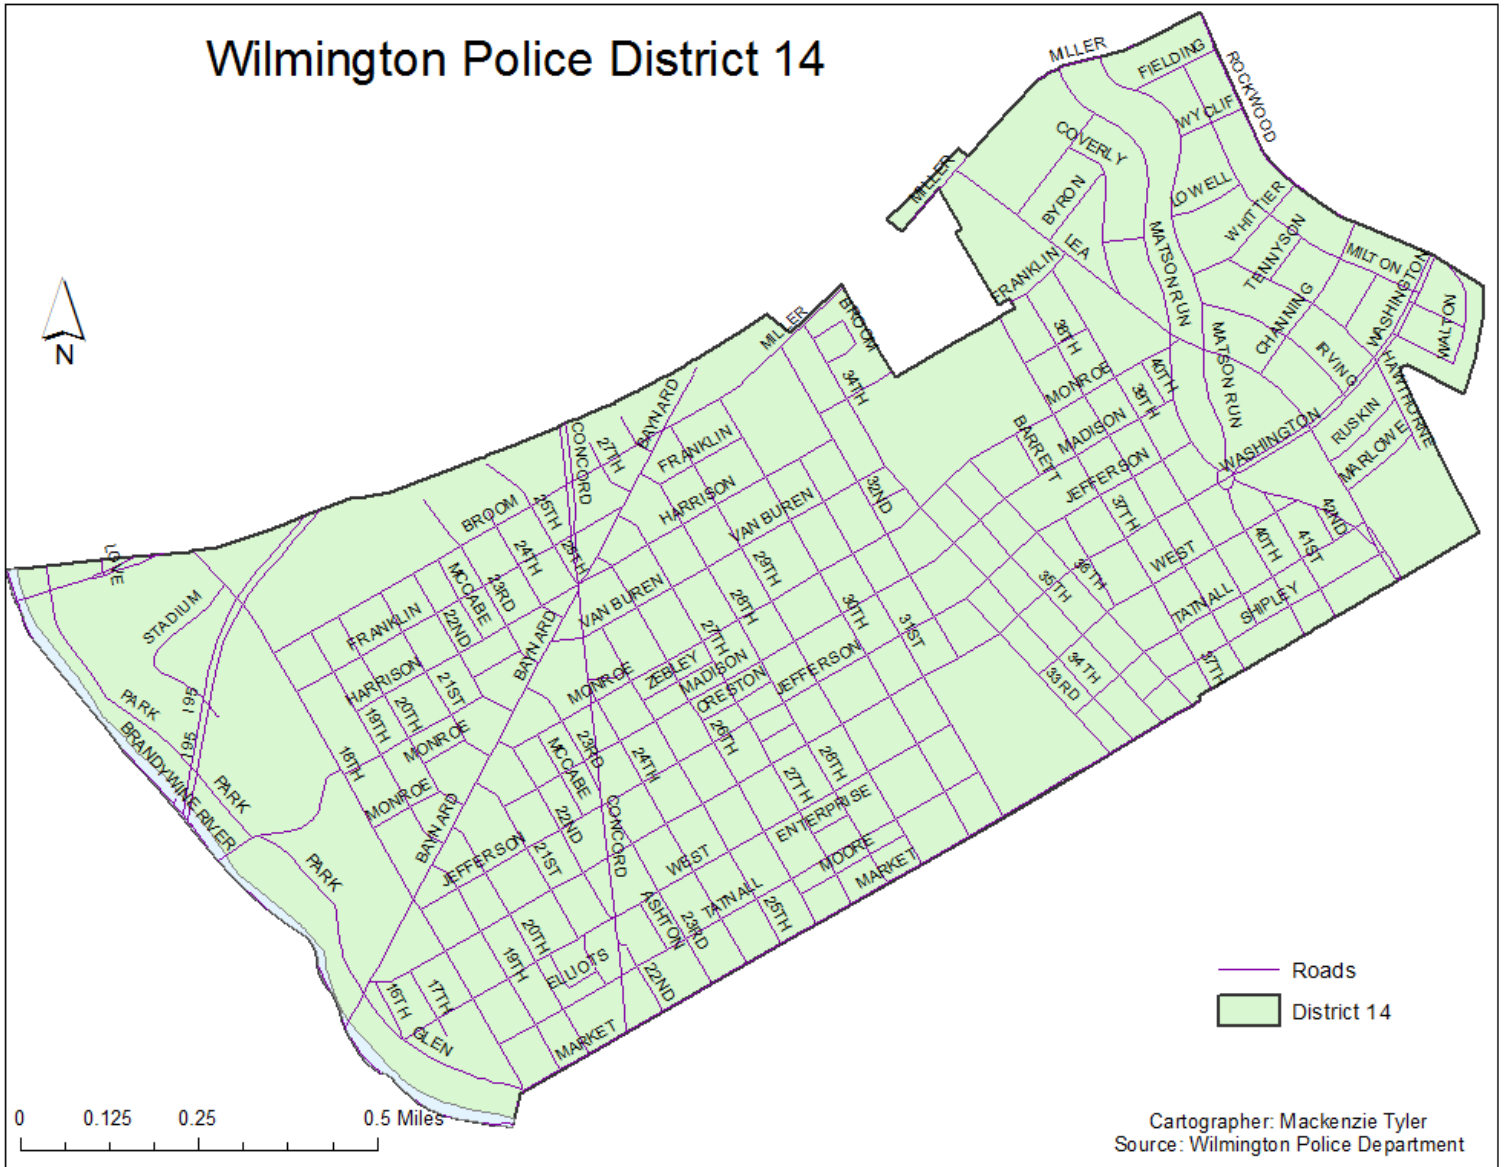 Wilmington Police District 14
MILLER
FIELDING
ROCKWOOD
WYCLIF
COVERLY
MILLER
LOWELL
BYRON
WHITTIER
TENNYSON
LEA
FRANKLIN
MATSON RUN
MILTON
WASHINGTON
CHANNING
WALTON
MILLER
BROOM
38TH
MATSON RUN
IRVING
HAWTHORNE
34TH
MONROE
40TH
39TH
BAYNARD
MADISON
RUSKIN
BARRETT
WASHINGTON
MARLOWE
CONCORD
27TH
FRANKLIN
JEFFERSON
HARRISON
32ND
BROOM
25TH
VAN BUREN
37TH
42ND
N
24TH
25TH
29TH
WEST
40TH
41ST
LOVE
MCCABE
23RD
36TH
35TH
STADIUM
VAN BUREN
28TH
30TH
TATNALL
SHIPLEY
FRANKLIN
22ND
BAYNARD
27TH
31ST
HARRISON
21ST
MONROE
ZEBLEY
MADISON
CRESTON
JEFFERSON
34TH
33RD
37TH
I95
I95
PARK
19TH
20TH
MONROE
26TH
BRANDYWINE RIVER
18TH
MCCABE
23RD
24TH
28TH
27TH
PARK
MONROE
ENTERPRISE
BAYNARD
22ND
CONCORD
JEFFERSON
21ST
WEST
MOORE
MARKET
PARK
TATNALL
ASHTON
25TH
20TH
23RD
19TH
ELLIOTS
22ND
16TH
17TH
GLEN
MARKET
Roads
District 14
0 0.125 0.25 0.5 Miles
Cartographer: Mackenzie Tyler
Source: Wilmington Police Department